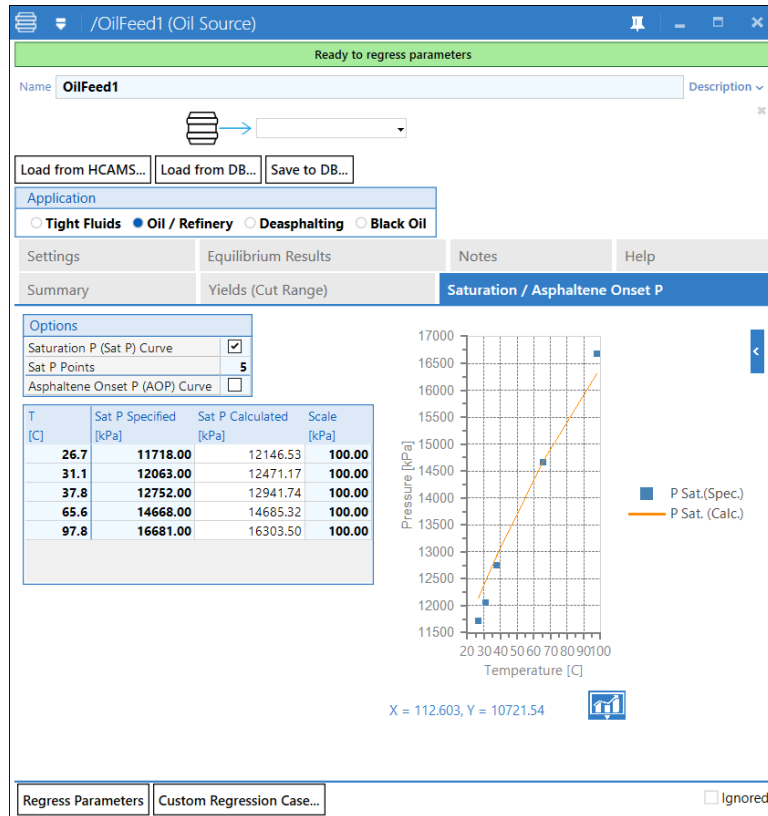 /OilFeed1 (Oil Source)
Ready to regress parameters
Name OilFeed1 Description
Load from HCAMS... Load from DB... Save to DB...
Application
Tight Fluids Oil / Refinery Deasphalting Black Oil
Settings Equilibrium Results Notes Help
Summary Yields (Cut Range) Saturation / Asphaltene Onset P
Options
Saturation P (Sat P) Curve
Sat P Points 5
Asphaltene Onset P (AOP) Curve
T Sat P Specified Sat P Calculated Scale
[C] [kPa] [kPa] [kPa]
26.7 11718.00 12146.53 100.00
31.1 12063.00 12471.17 100.00
37.8 12752.00 12941.74 100.00
65.6 14668.00 14685.32 100.00
97.8 16681.00 16303.50 100.00
17000
16500
16000
15500
15000
14500
14000
13500
13000
12500
12000
11500
Pressure [kPa]
20 30 40 50 60 70 80 90 100
Temperature [C]
P Sat.(Spec.)
P Sat. (Calc.)
X = 112.603, Y = 10721.54
Regress Parameters Custom Regression Case... Ignored